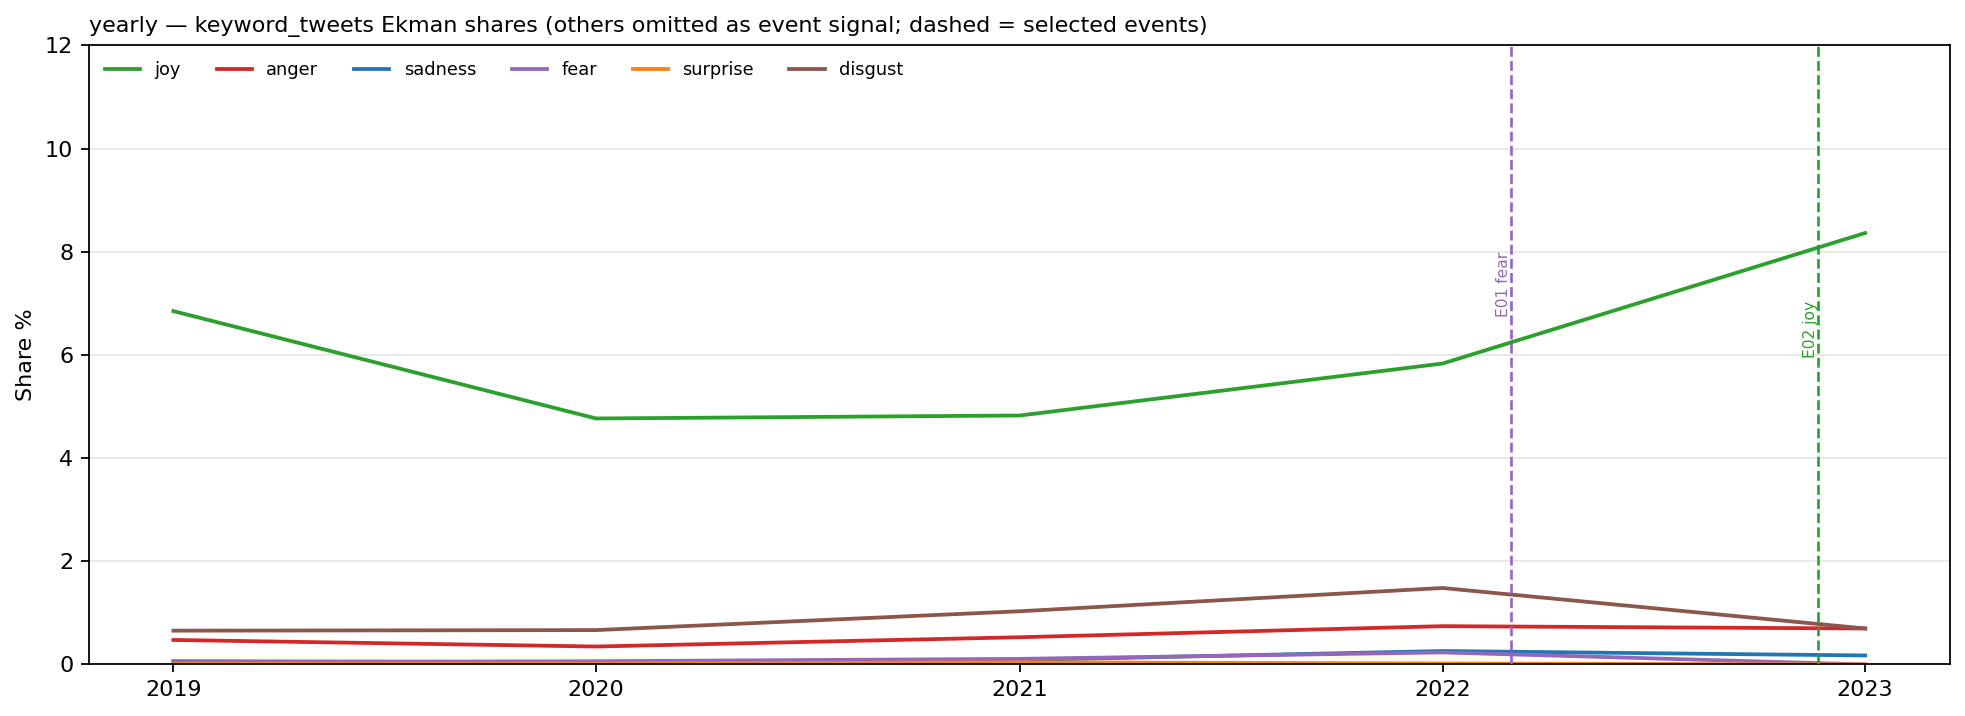 yearly — keyword_tweets Ekman shares (others omitted as event signal; dashed = selected events)
joy anger sadness fear surprise disgust
Share %
12
10
8
6
4
2
0
E01 fear
E02 joy
2019 2020 2021 2022 2023